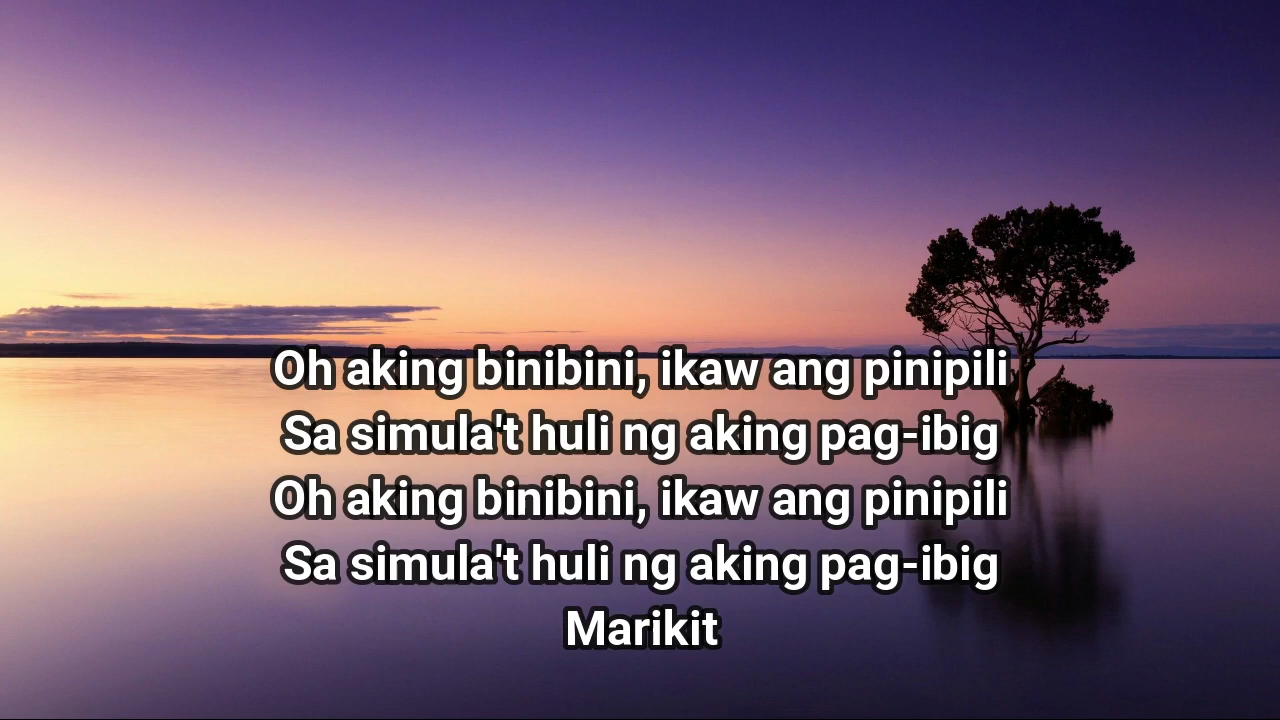 Oh aking binibini, ikaw ang pinipili
Sa simula't huli ng aking pag-ibig
Oh aking binibini, ikaw ang pinipili
Sa simula't huli ng aking pag-ibig
Marikit